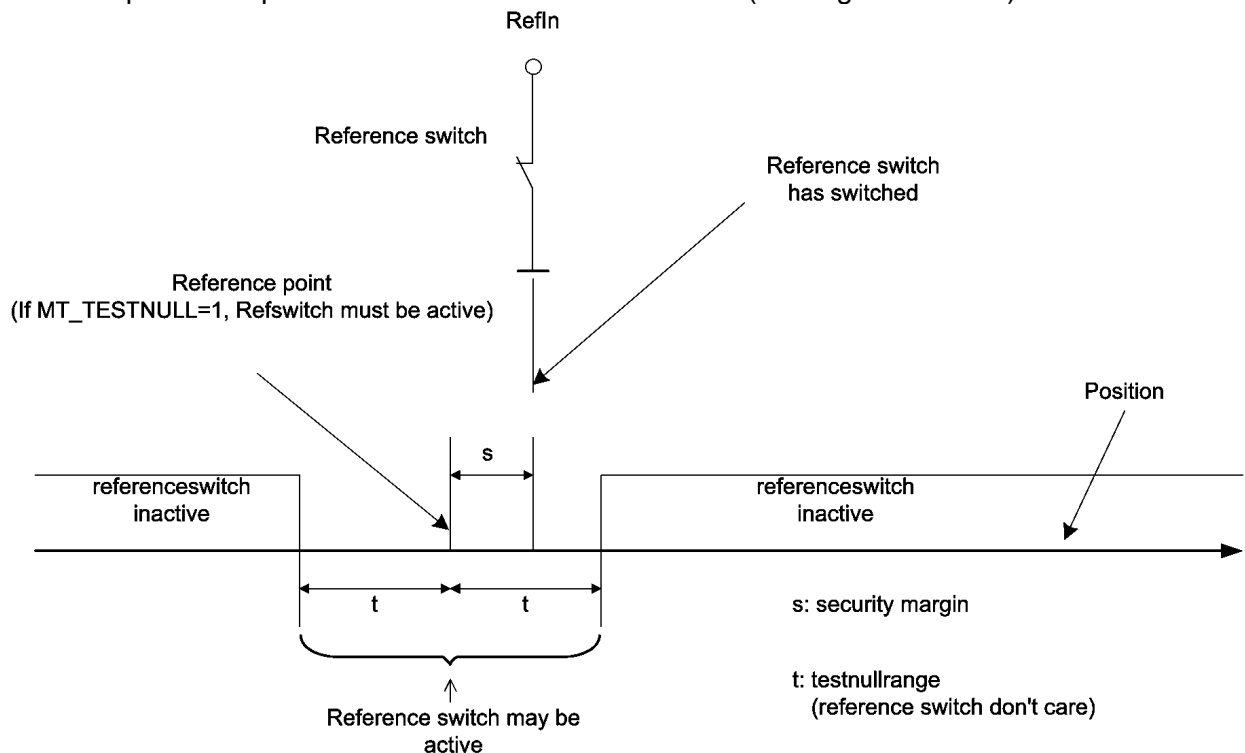 RefIn
Reference switch
Reference switch
has switched
Reference point
(If MT_TESTNULL=1, Refswitch must be active)
Position
s
referenceswitch
inactive
referenceswitch
inactive
t
t
s: security margin
t: testnullrange
(reference switch don't care)
Reference switch may be
active